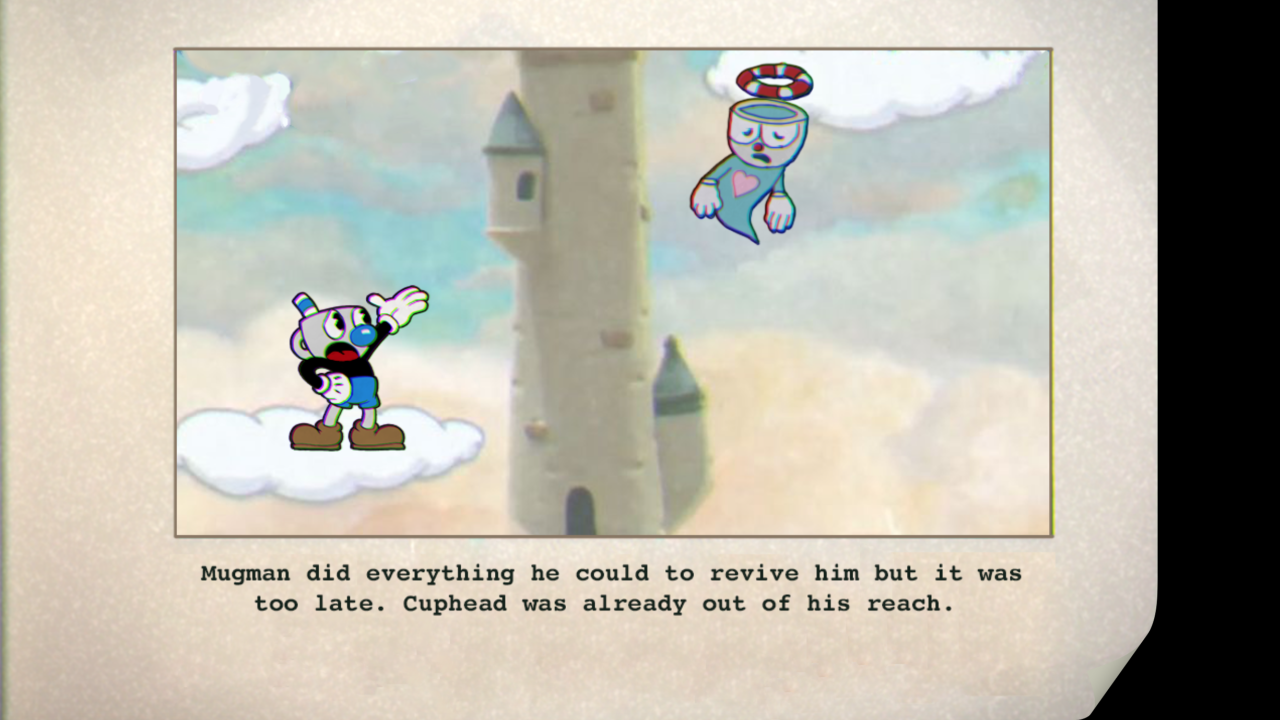 Mugman did everything he could to revive him but it was
too late. Cuphead was already out of his reach.